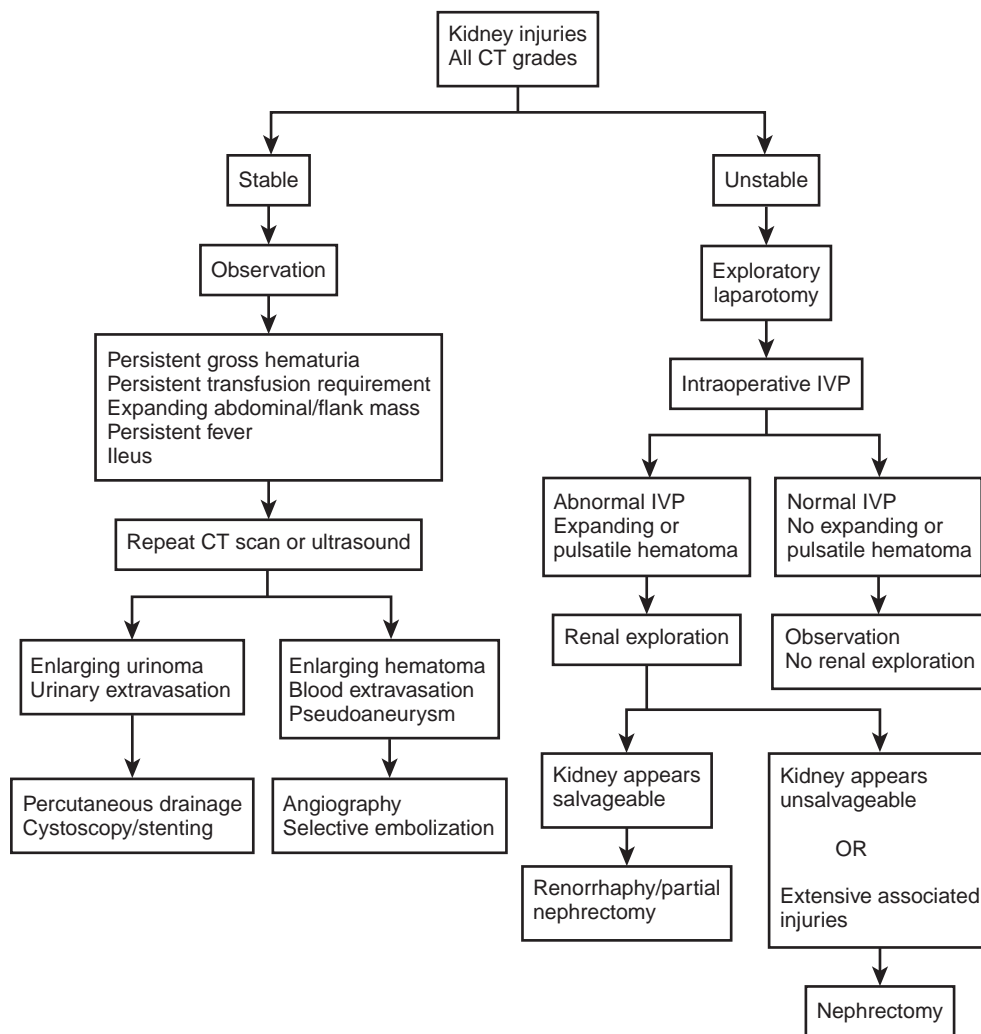 Kidney injuries
All CT grades
Stable
Unstable
Observation
Exploratory
laparotomy
Persistent gross hematuria
Persistent transfusion requirement
Expanding abdominal/flank mass
Persistent fever
Ileus
Intraoperative IVP
Repeat CT scan or ultrasound
Abnormal IVP
Expanding or
pulsatile hematoma
Normal IVP
No expanding or
pulsatile hematoma
Enlarging urinoma
Urinary extravasation
Enlarging hematoma
Blood extravasation
Pseudoaneurysm
Renal exploration
Observation
No renal exploration
Percutaneous drainage
Cystoscopy/stenting
Angiography
Selective embolization
Kidney appears
salvageable
Kidney appears
unsalvageable
OR
Extensive associated
injuries
Renorrhaphy/partial
nephrectomy
Nephrectomy